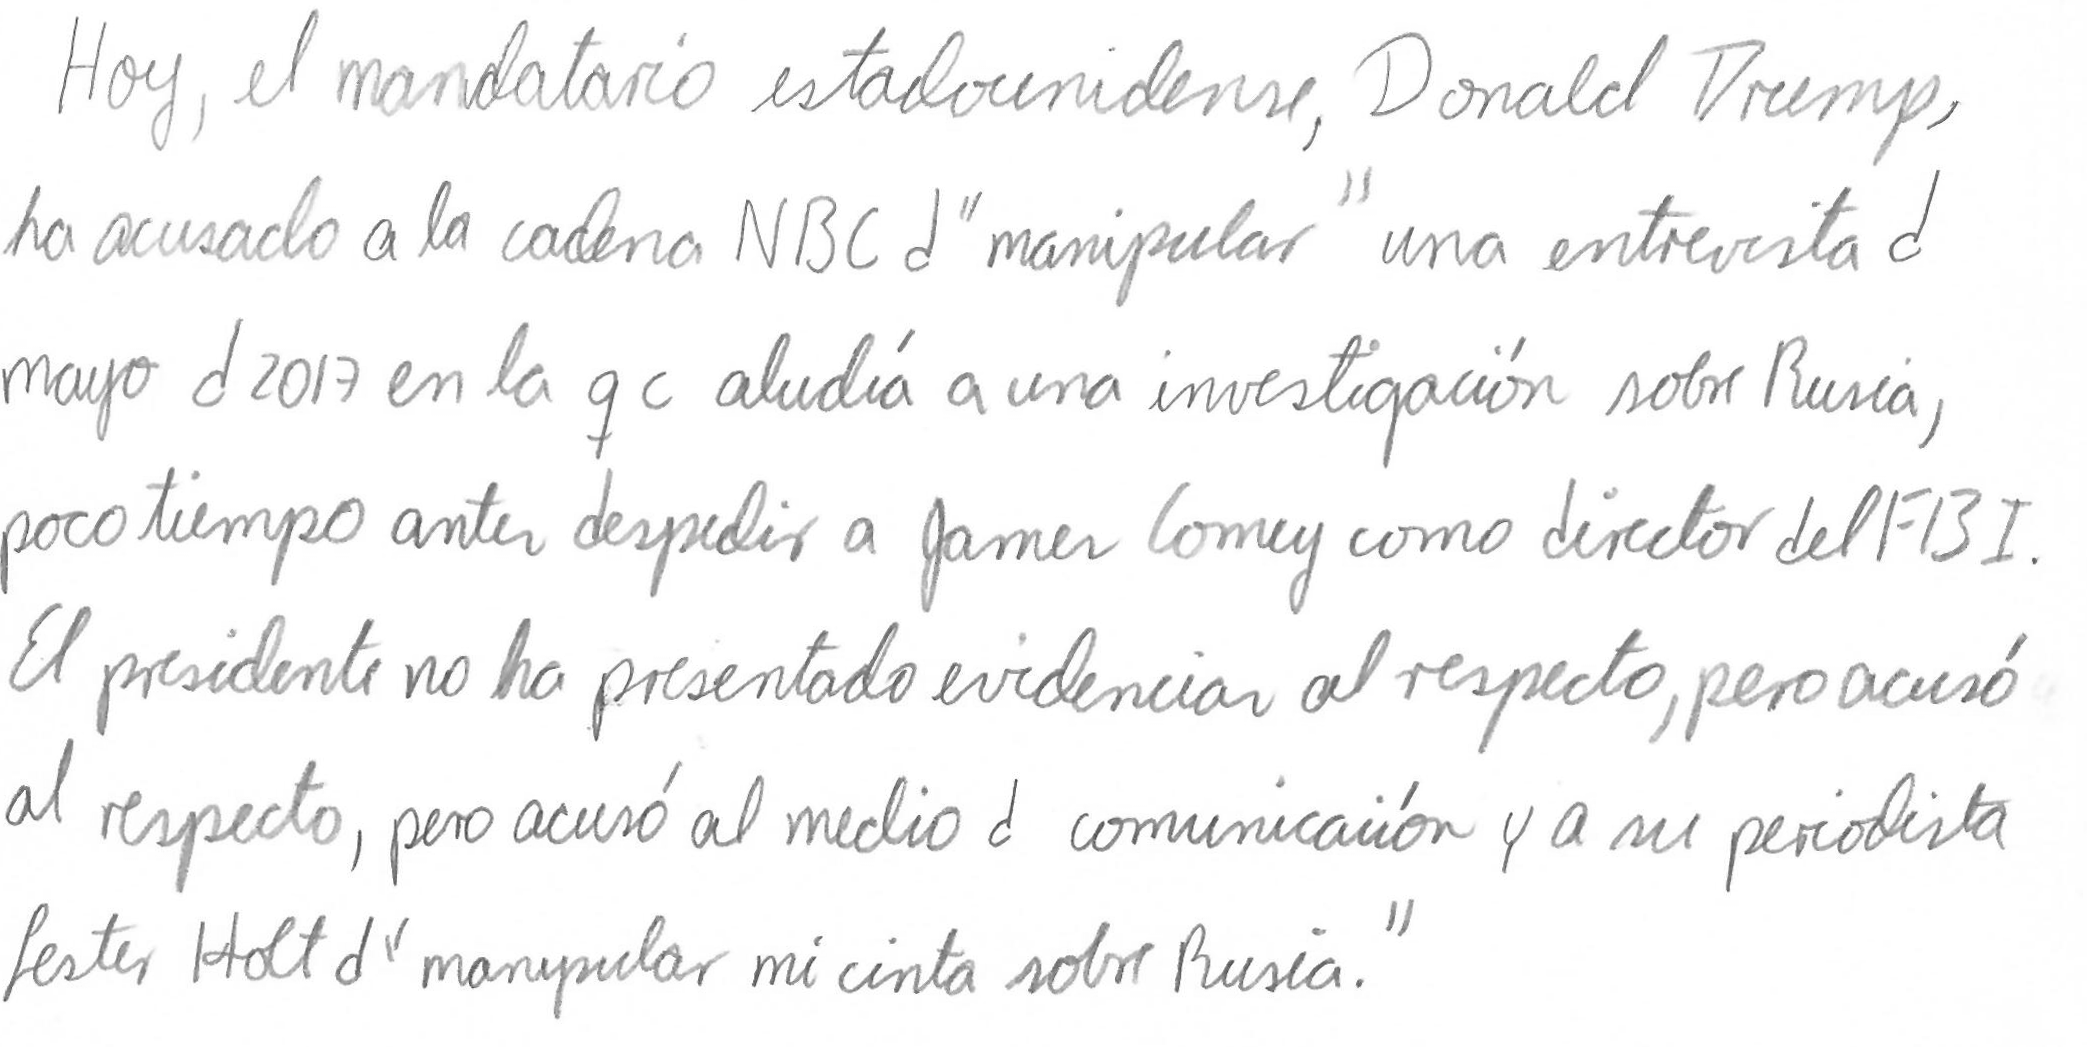 Hoy, el mandatario estadounidense, Donald Trump,
ha acusado a la cadena NBC d "manipular" una entrevista d
mayo d 2017 en la q c aludía a una investigación sobre Rusia,
poco tiempo antes despedir a James Comey como director del FBI.
El presidente no ha presentado evidencias al respecto, pero acusó
al respecto, pero acusó al medio d comunicación y a su periodista
Lester Holt d "manypular mi cinta sobre Rusia."